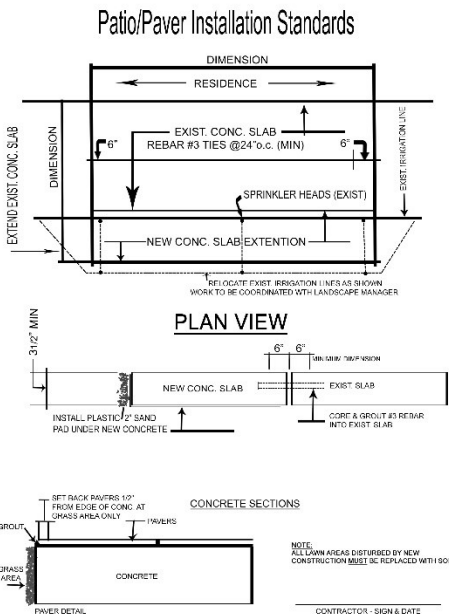 Patio/Paver Installation Standards
DIMENSION
RESIDENCE
EXTEND EXIST. CONC. SLAB
DIMENSION
6"
EXIST. CONC. SLAB
REBAR #3 TIES @24"o.c. (MIN)
6"
EXIST. IRRIGATION LINE
SPRINKLER HEADS (EXIST)
NEW CONC. SLAB EXTENTION
RELOCATE EXIST. IRRIGATION LINES AS SHOWN
WORK TO BE COORDINATED WTH LANDSCAPE MANAGER
PLAN VIEW
31/2" MIN
6"
6"
MINIMUM DIMENSION
NEW CONC. SLAB
EXIST. SLAB
INSTALL PLASTIC 2" SAND
PAD UNDER NEW CONCRETE
CORE & GROUT #3 REBAR
INTO EXIST. SLAB
SET BACK PAVERS 1/2"
FROM EDGE OF CONC. AT
GRASS AREA ONLY
CONCRETE SECTIONS
GROUT
PAVERS
GRASS
AREA
CONCRETE
NOTE:
ALL LAWN AREAS DISTURBED BY NEW
CONSTRUCTION MUST BE REPLACED WITH
PAVER DETAIL
CONTRACTOR - SIGN & DATE